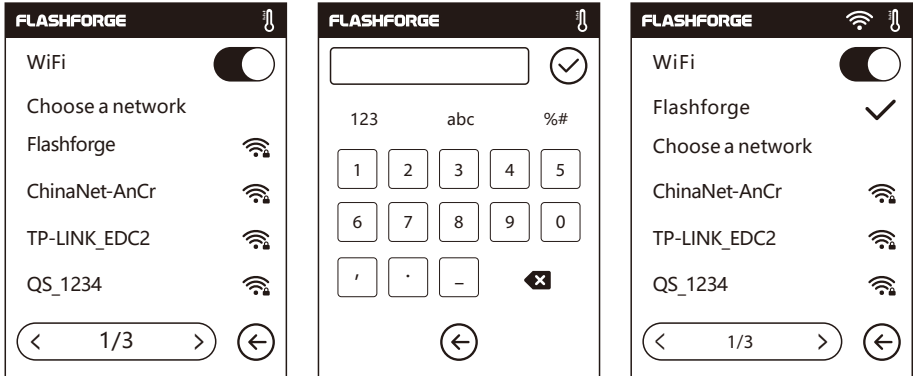 FLASHFORGE
WiFi
Choose a network
Flashforge
ChinaNet-AnCr
TP-LINK_EDC2
QS_1234
< 1/3 >
FLASHFORGE
123 abc %#
1 2 3 4 5
6 7 8 9 0
, . _
FLASHFORGE
WiFi
Flashforge
Choose a network
ChinaNet-AnCr
TP-LINK_EDC2
QS_1234
< 1/3 >